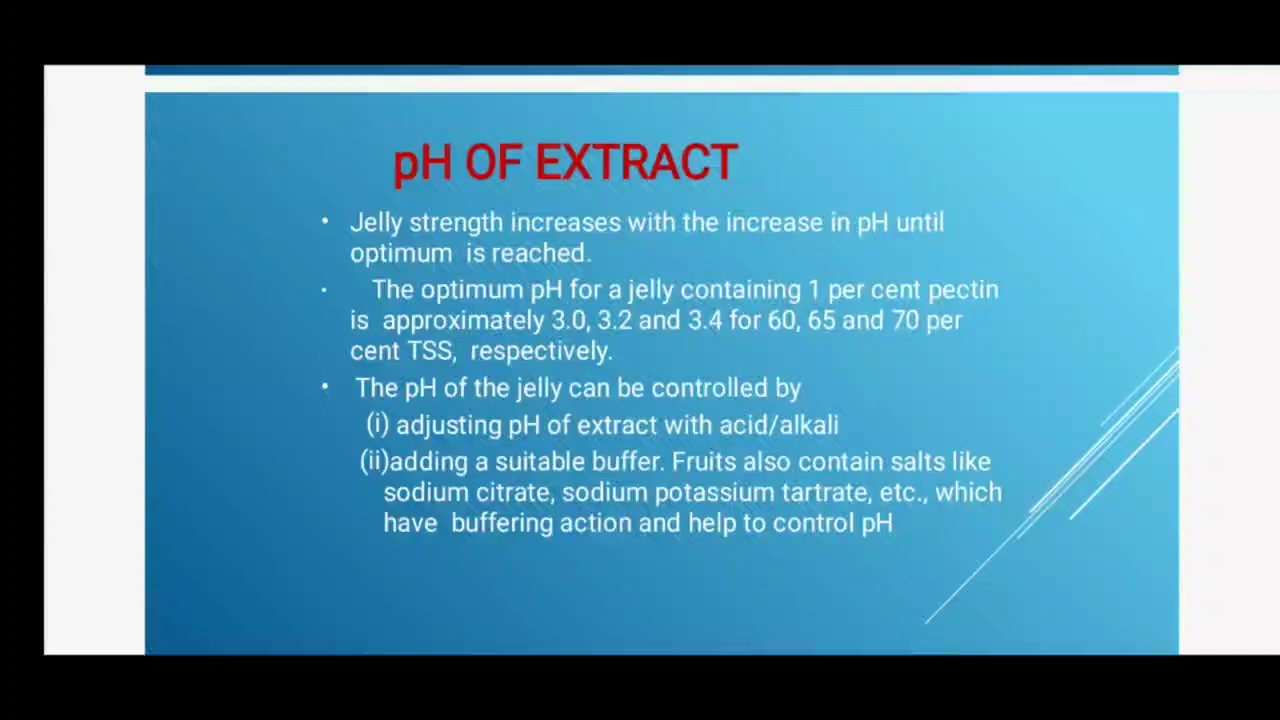 pH OF EXTRACT
• Jelly strength increases with the increase in pH until
optimum is reached.
• The optimum pH for a jelly containing 1 per cent pectin
is approximately 3.0, 3.2 and 3.4 for 60, 65 and 70 per
cent TSS, respectively.
• The pH of the jelly can be controlled by
(i) adjusting pH of extract with acid/alkali
(ii)adding a suitable buffer. Fruits also contain salts like
sodium citrate, sodium potassium tartrate, etc., which
have buffering action and help to control pH